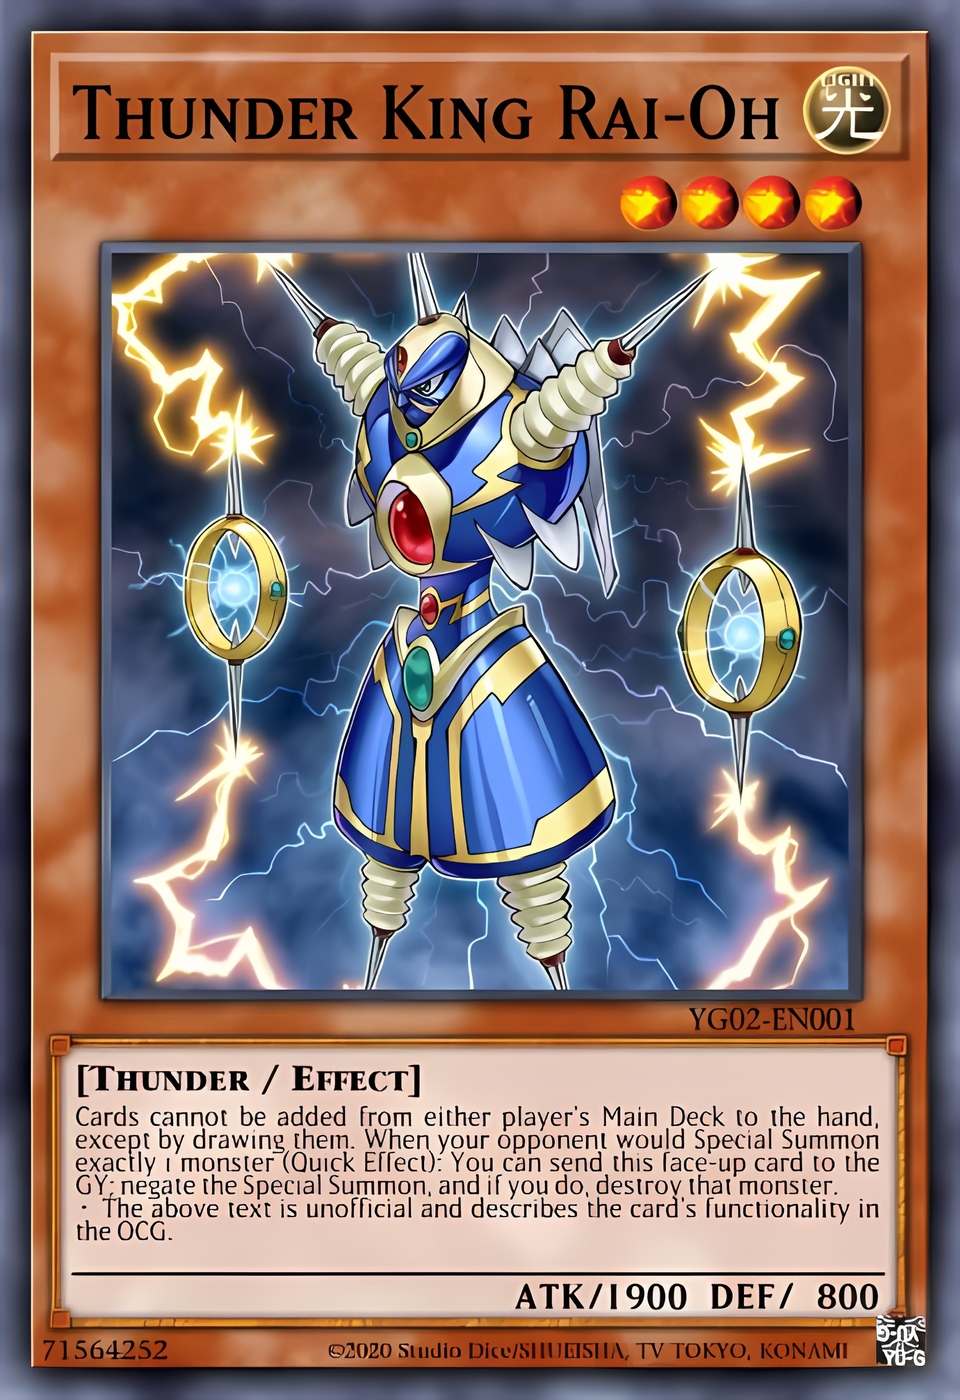 THUNDER KING RAI-OH
光
YG02-EN001
[THUNDER / EFFECT]
Cards cannot be added from either player's Main Deck to the hand,
except by drawing them. When your opponent would Special Summon
exactly 1 monster (Quick Effect): You can send this face-up card to the
GY; negate the Special Summon, and if you do, destroy that monster.
· The above text is unofficial and describes the card's functionality in
the OCG.
ATK/1900 DEF/ 800
71564252
©2020 Studio Dice/SHUEISHA, TV TOKYO, KONAMI